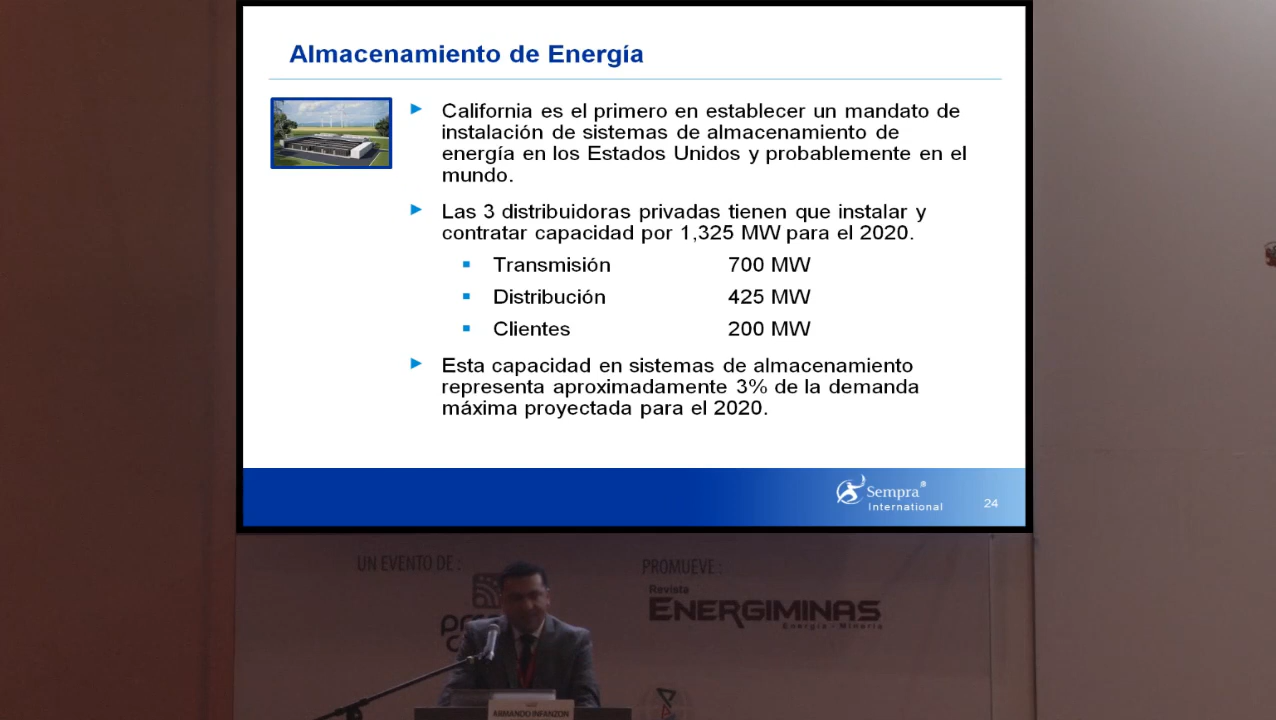 Almacenamiento de Energía
California es el primero en establecer un mandato de
instalación de sistemas de almacenamiento de
energía en los Estados Unidos y probablemente en el
mundo.
Las 3 distribuidoras privadas tienen que instalar y
contratar capacidad por 1,325 MW para el 2020.
Transmisión 700 MW
Distribución 425 MW
Clientes 200 MW
Esta capacidad en sistemas de almacenamiento
representa aproximadamente 3% de la demanda
máxima proyectada para el 2020.
Sempra®
International
24
UN EVENTO DE :
PROMUEVE :
Revista
ENERGIMINAS
Energía - Minería
ARMANDO INFANZON